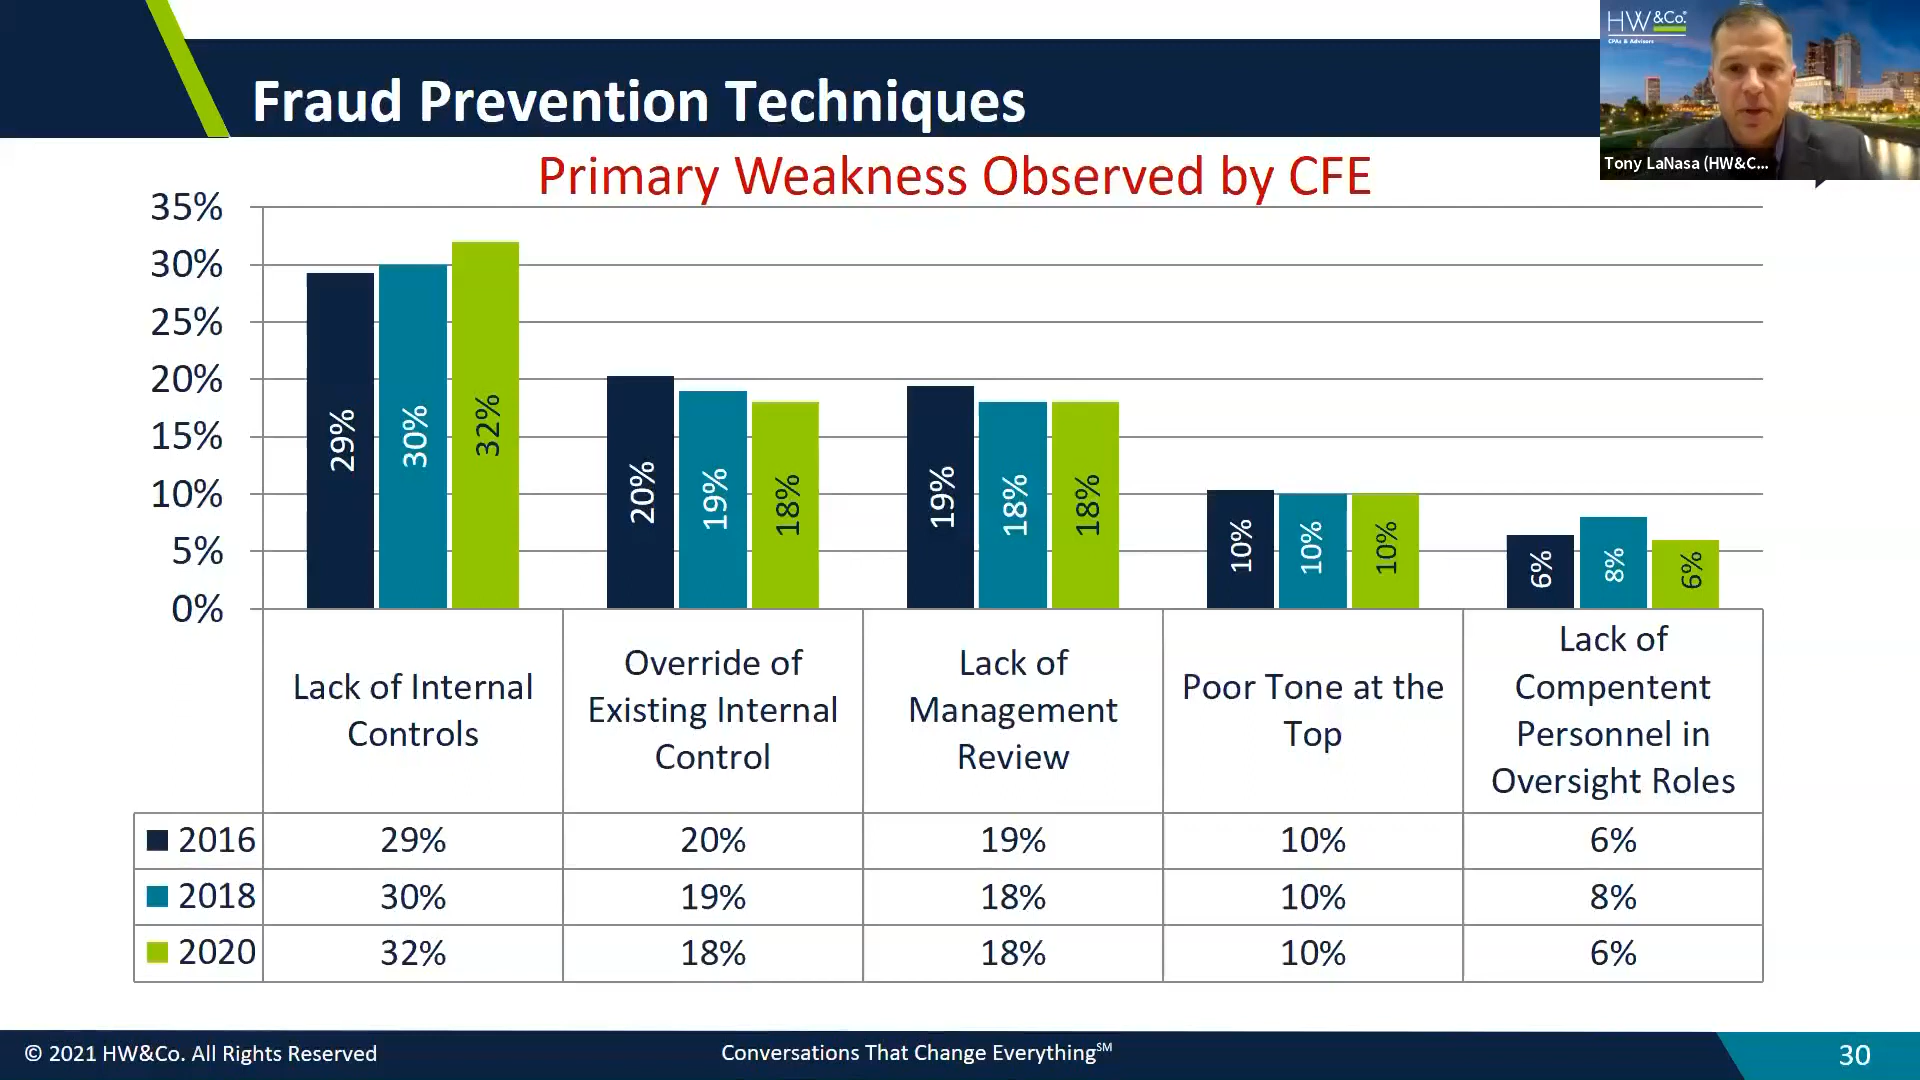 Fraud Prevention Techniques
HW&Co.
CPAs & Advisors
Tony LaNasa (HW&C...
Primary Weakness Observed by CFE
35%
30%
25%
20%
15%
10%
5%
0%
29%
30%
32%
20%
19%
18%
19%
18%
18%
10%
10%
10%
6%
8%
6%
Lack of Internal
Controls
Override of
Existing Internal
Control
Lack of
Management
Review
Poor Tone at the
Top
Lack of
Compentent
Personnel in
Oversight Roles
2016 29% 20% 19% 10% 6%
2018 30% 19% 18% 10% 8%
2020 32% 18% 18% 10% 6%
© 2021 HW&Co. All Rights Reserved
Conversations That Change Everything℠
30